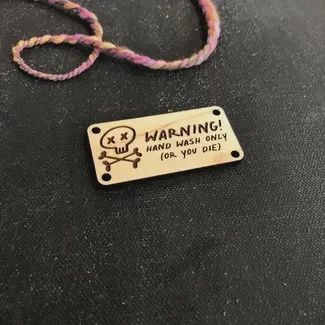 WARNING!
HAND WASH ONLY
(OR YOU DIE)